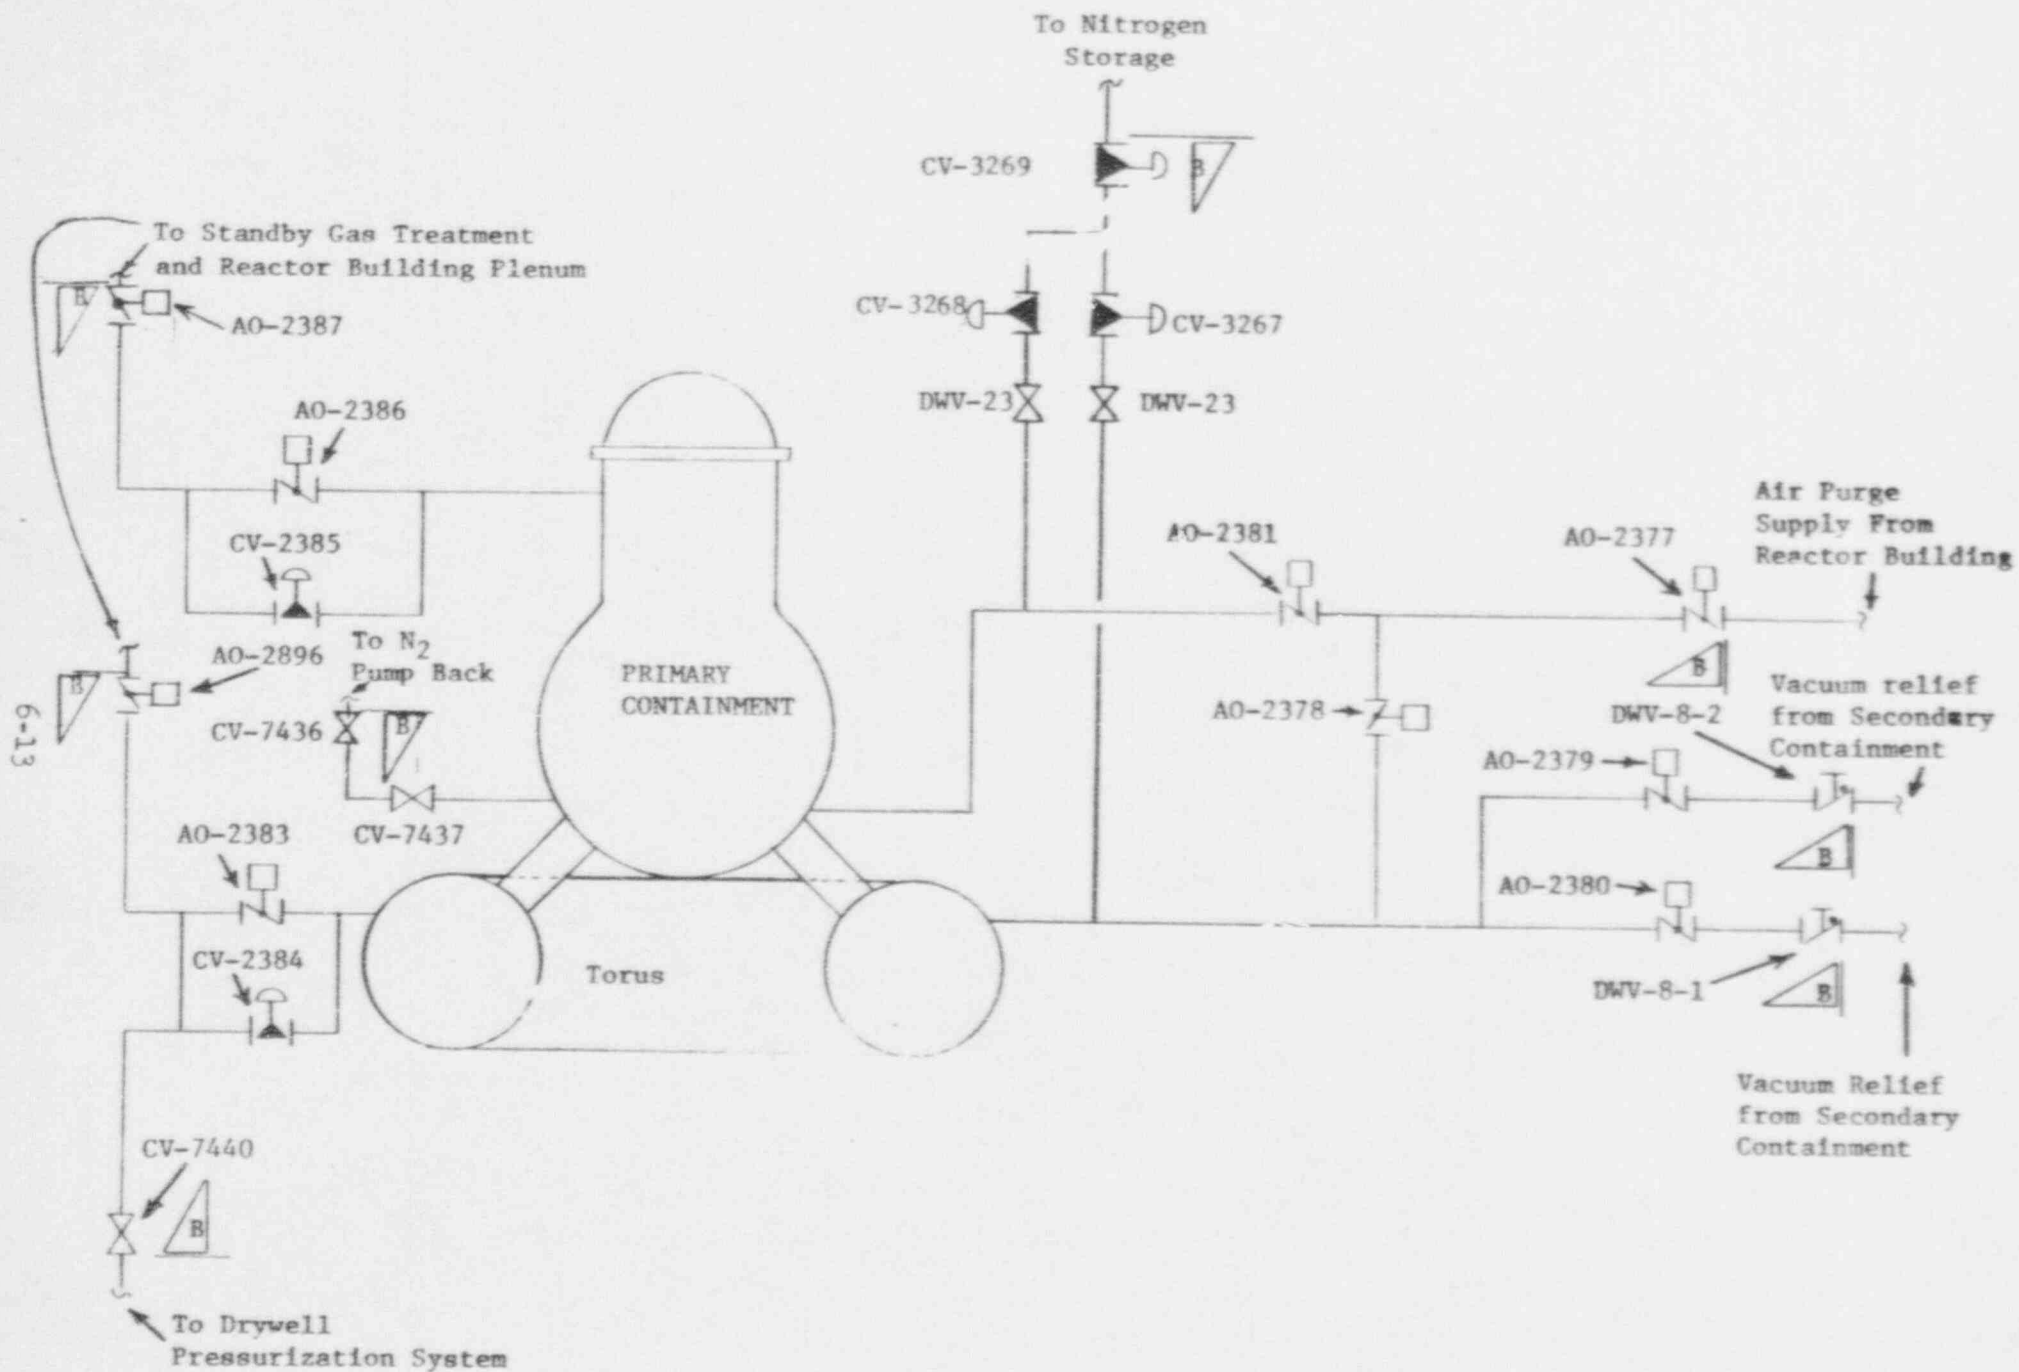 To Nitrogen
Storage
CV-3269
B
To Standby Gas Treatment
and Reactor Building Plenum
B
AO-2387
CV-3268
CV-3267
DWV-23
DWV-23
AO-2386
CV-2385
To N2
Pump Back
AO-2896
B
CV-7436
B
CV-7437
PRIMARY
CONTAINMENT
AO-2381
AO-2377
Air Purge
Supply From
Reactor Building
B
AO-2378
Vacuum relief
from Secondary
Containment
DWV-8-2
AO-2379
B
AO-2380
DWV-8-1
B
Vacuum Relief
from Secondary
Containment
AO-2383
CV-2384
Torus
CV-7440
B
To Drywell
Pressurization System
6-13